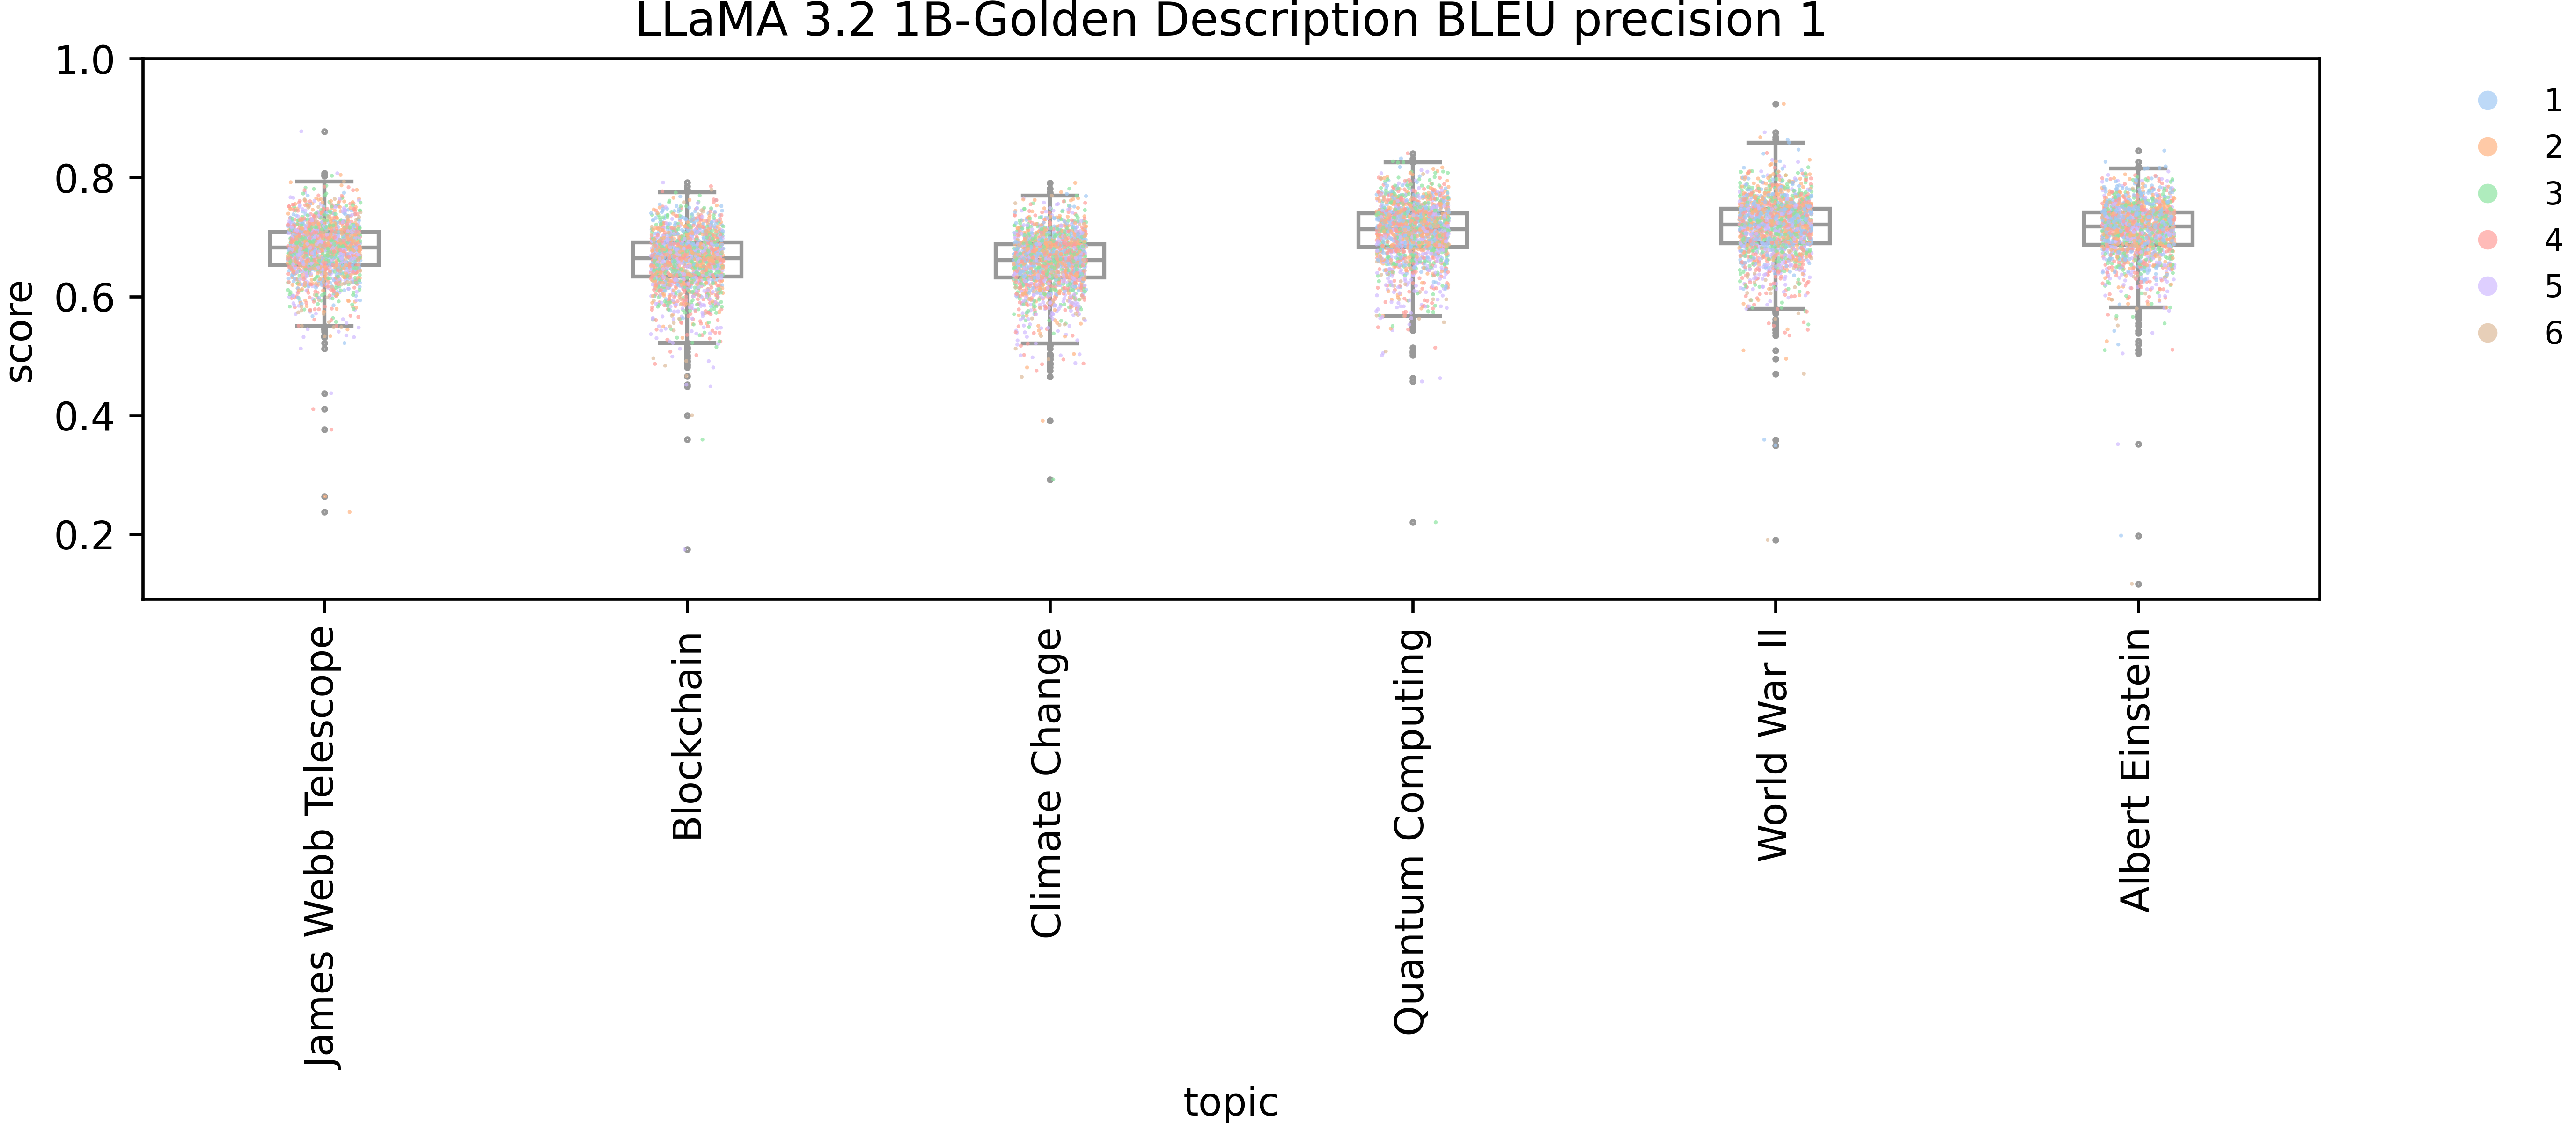 LLaMA 3.2 1B-Golden Description BLEU precision 1
score
1.0
0.8
0.6
0.4
0.2
James Webb Telescope
Blockchain
Climate Change
Quantum Computing
World War II
Albert Einstein
topic
1
2
3
4
5
6